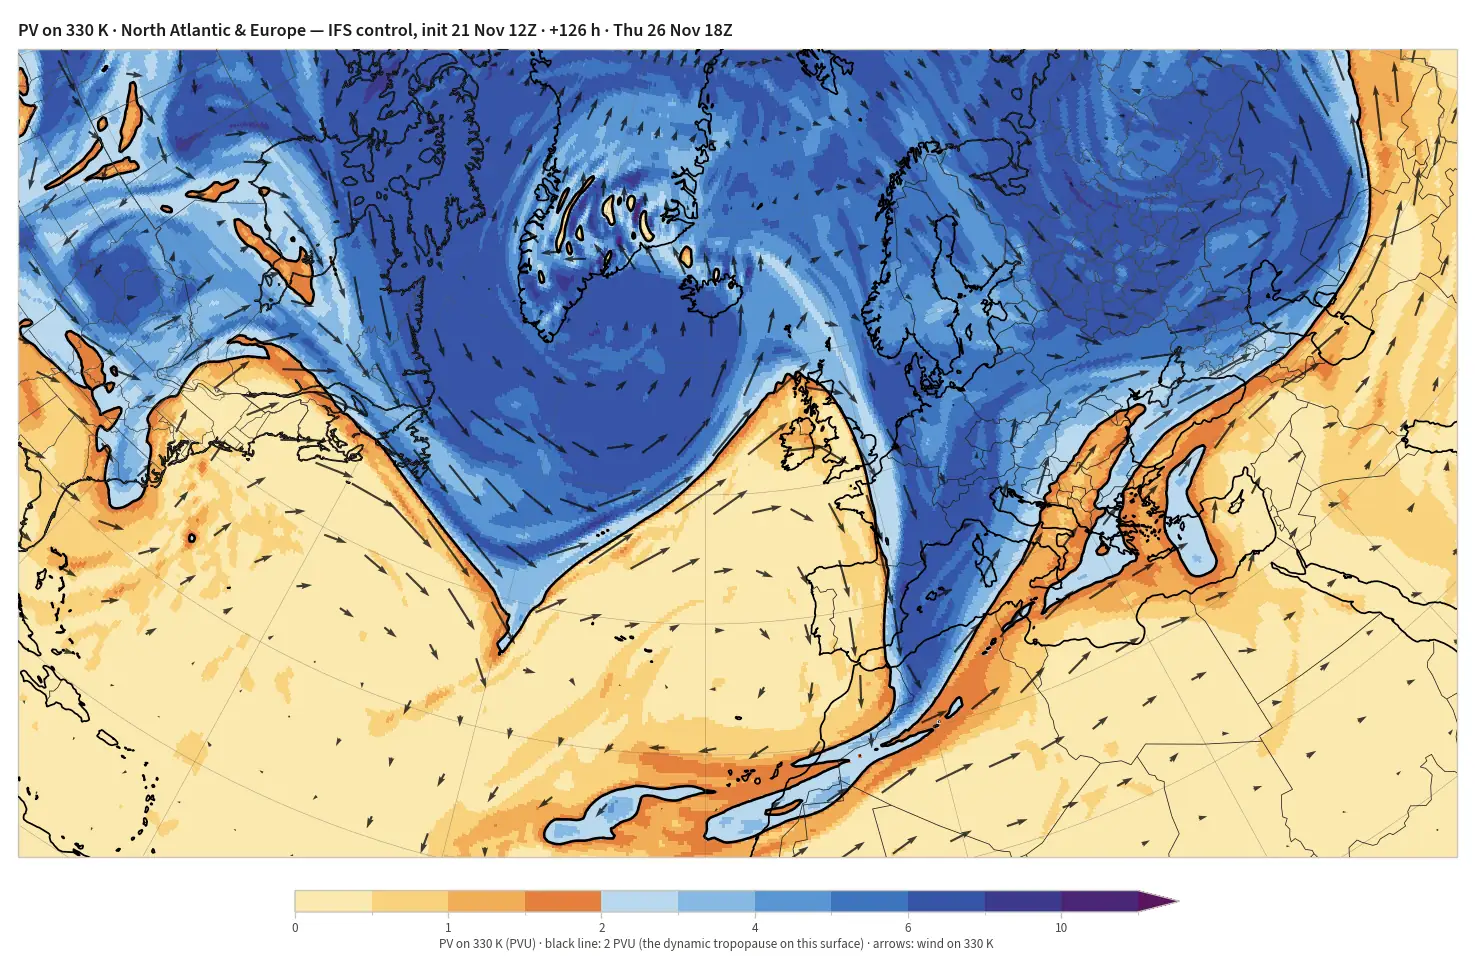 PV on 330 K · North Atlantic & Europe — IFS control, init 21 Nov 12Z · +126 h · Thu 26 Nov 18Z
0 1 2 4 6 10
PV on 330 K (PVU) · black line: 2 PVU (the dynamic tropopause on this surface) · arrows: wind on 330 K